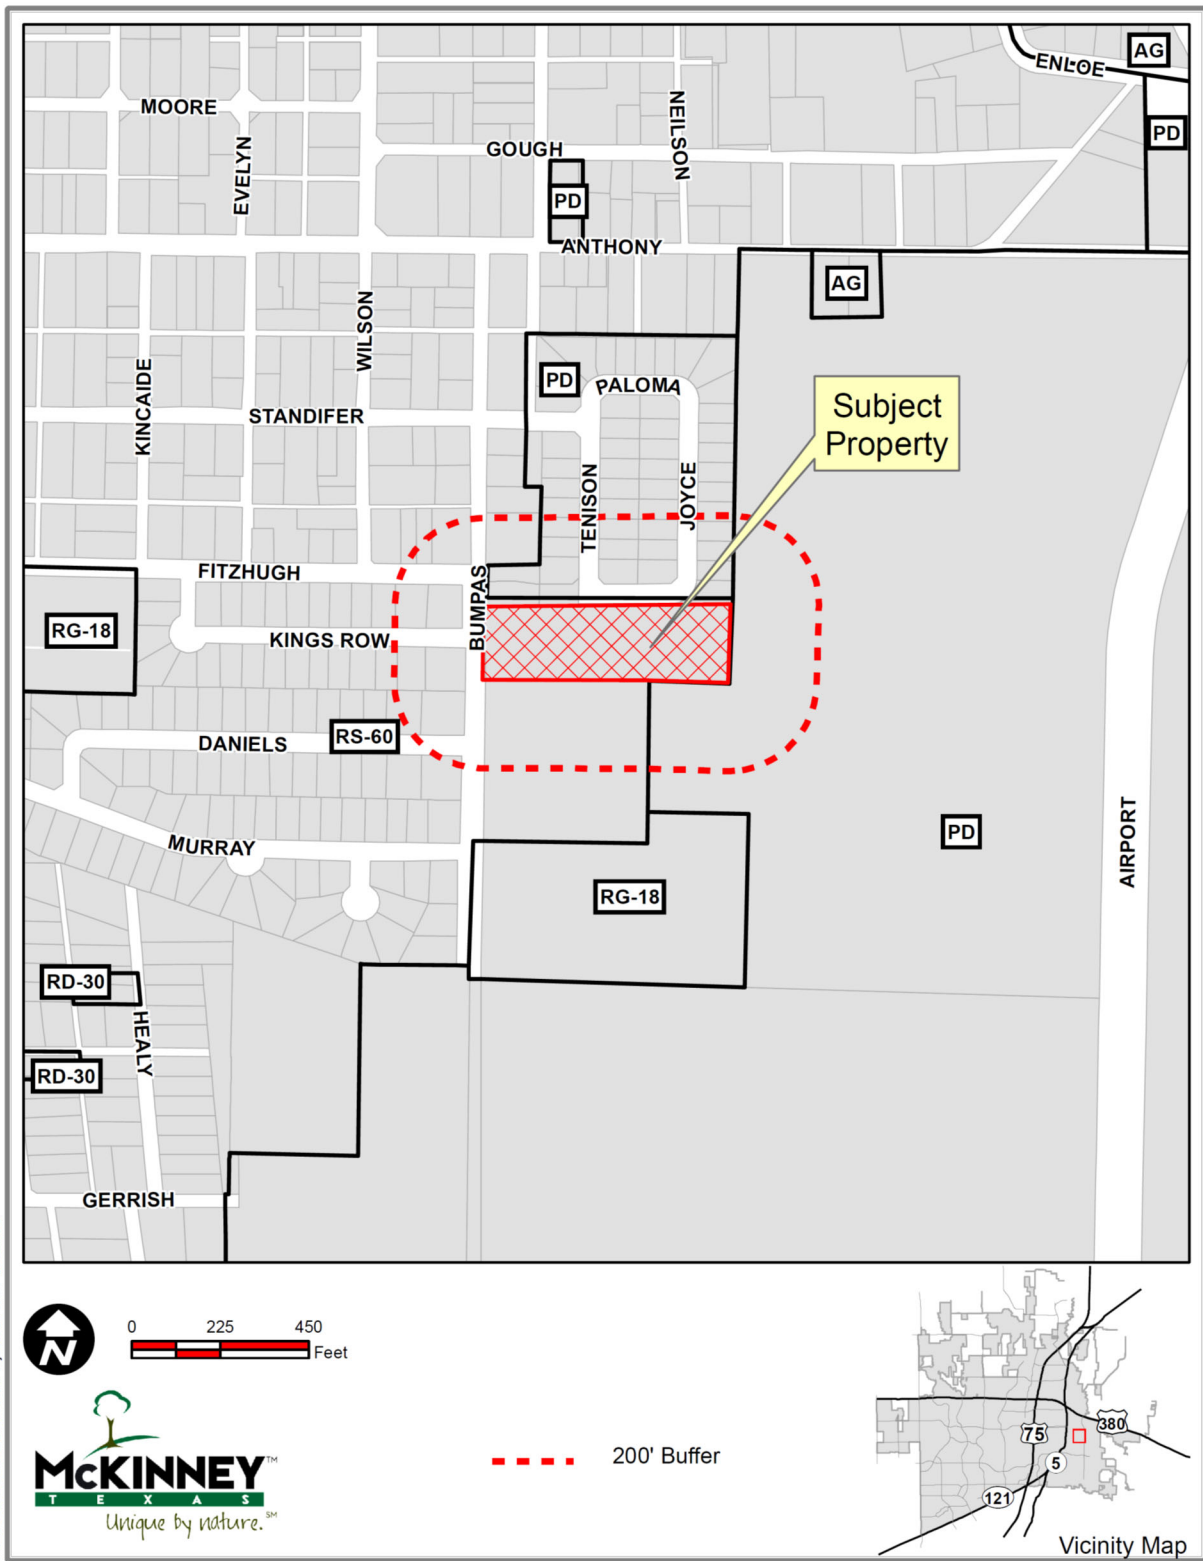 AG
ENLOE
MOORE
NEILSON
PD
EVELYN
GOUGH
PD
ANTHONY
AG
WILSON
KINCAIDE
PD
PALOMA
STANDIFER
Subject
Property
TENISON
JOYCE
FITZHUGH
BUMPAS
RG-18
KINGS ROW
RS-60
DANIELS
MURRAY
PD
AIRPORT
RG-18
RD-30
HEALY
RD-30
GERRISH
N
0 225 450
Feet
McKINNEY™
TEXAS
Unique by nature.℠
200' Buffer
75
380
5
121
Vicinity Map